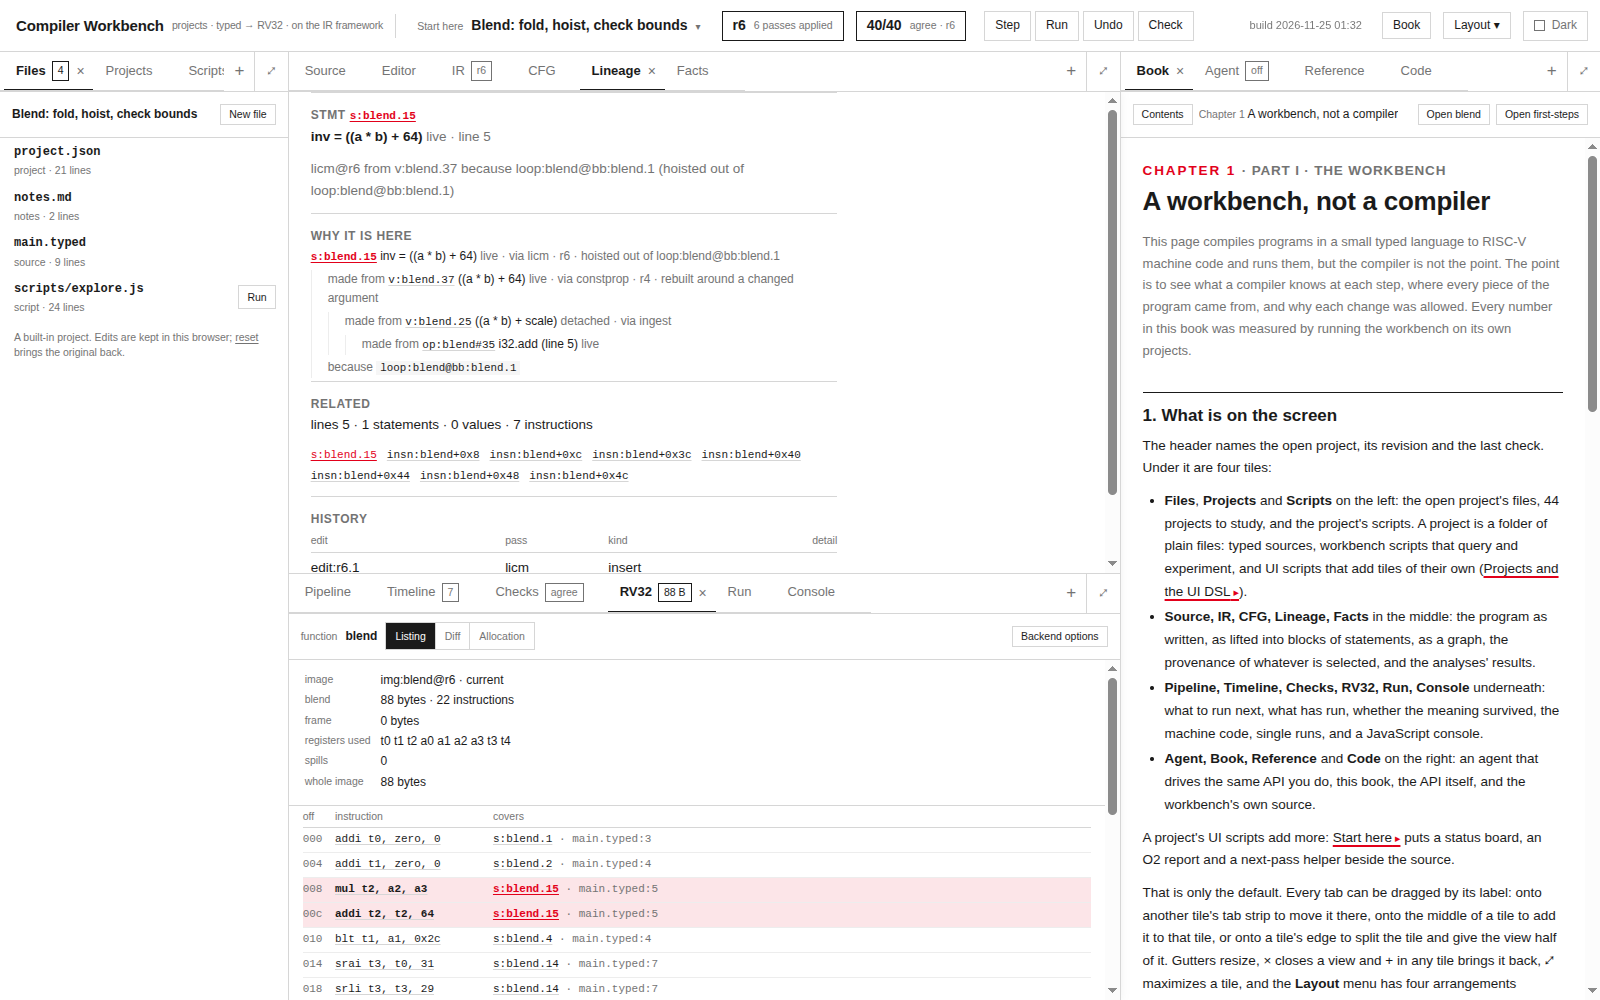 Compiler Workbench projects · typed → RV32 · on the IR framework Start here Blend: fold, hoist, check bounds ▾ r6 6 passes applied 40/40 agree · r6 Step Run Undo Check build 2026-11-25 01:32 Book Layout ▾ Dark
Files 4 × Projects Scripts +
Blend: fold, hoist, check bounds New file
project.json
project · 21 lines
notes.md
notes · 2 lines
main.typed
source · 9 lines
scripts/explore.js
script · 24 lines
Run
A built-in project. Edits are kept in this browser; reset
brings the original back.
Source Editor IR r6 CFG Lineage × Facts +
STMT s:blend.15
inv = ((a * b) + 64) live · line 5
licm@r6 from v:blend.37 because loop:blend@bb:blend.1 (hoisted out of
loop:blend@bb:blend.1)
WHY IT IS HERE
s:blend.15 inv = ((a * b) + 64) live · via licm · r6 · hoisted out of loop:blend@bb:blend.1
made from v:blend.37 ((a * b) + 64) live · via constprop · r4 · rebuilt around a changed
argument
made from v:blend.25 ((a * b) + scale) detached · via ingest
made from op:blend#35 i32.add (line 5) live
because loop:blend@bb:blend.1
RELATED
lines 5 · 1 statements · 0 values · 7 instructions
s:blend.15 insn:blend+0x8 insn:blend+0xc insn:blend+0x3c insn:blend+0x40
insn:blend+0x44 insn:blend+0x48 insn:blend+0x4c
HISTORY
edit pass kind detail
edit:r6.1 licm insert
Pipeline Timeline 7 Checks agree RV32 88 B × Run Console +
function blend Listing Diff Allocation Backend options
image img:blend@r6 · current
blend 88 bytes · 22 instructions
frame 0 bytes
registers used t0 t1 t2 a0 a1 a2 a3 t3 t4
spills 0
whole image 88 bytes
off instruction covers
000 addi t0, zero, 0 s:blend.1 · main.typed:3
004 addi t1, zero, 0 s:blend.2 · main.typed:4
008 mul t2, a2, a3 s:blend.15 · main.typed:5
00c addi t2, t2, 64 s:blend.15 · main.typed:5
010 blt t1, a1, 0x2c s:blend.4 · main.typed:4
014 srai t3, t0, 31 s:blend.14 · main.typed:7
018 srli t3, t3, 29 s:blend.14 · main.typed:7
Book × Agent off Reference Code +
Contents Chapter 1 A workbench, not a compiler Open blend Open first-steps
CHAPTER 1 · PART I · THE WORKBENCH
A workbench, not a compiler
This page compiles programs in a small typed language to RISC-V
machine code and runs them, but the compiler is not the point. The point
is to see what a compiler knows at each step, where every piece of the
program came from, and why each change was allowed. Every number
in this book was measured by running the workbench on its own
projects.
1. What is on the screen
The header names the open project, its revision and the last check.
Under it are four tiles:
• Files, Projects and Scripts on the left: the open project's files, 44
projects to study, and the project's scripts. A project is a folder of
plain files: typed sources, workbench scripts that query and
experiment, and UI scripts that add tiles of their own (Projects and
the UI DSL ▸).
• Source, IR, CFG, Lineage, Facts in the middle: the program as
written, as lifted into blocks of statements, as a graph, the
provenance of whatever is selected, and the analyses' results.
• Pipeline, Timeline, Checks, RV32, Run, Console underneath:
what to run next, what has run, whether the meaning survived, the
machine code, single runs, and a JavaScript console.
• Agent, Book, Reference and Code on the right: an agent that
drives the same API you do, this book, the API itself, and the
workbench's own source.
A project's UI scripts add more: Start here ▸ puts a status board, an
O2 report and a next-pass helper beside the source.
That is only the default. Every tab can be dragged by its label: onto
another tile's tab strip to move it there, onto the middle of a tile to add
it to that tile, or onto a tile's edge to split the tile and give the view half
of it. Gutters resize, × closes a view and + in any tile brings it back, ⤢
maximizes a tile, and the Layout menu has four arrangements